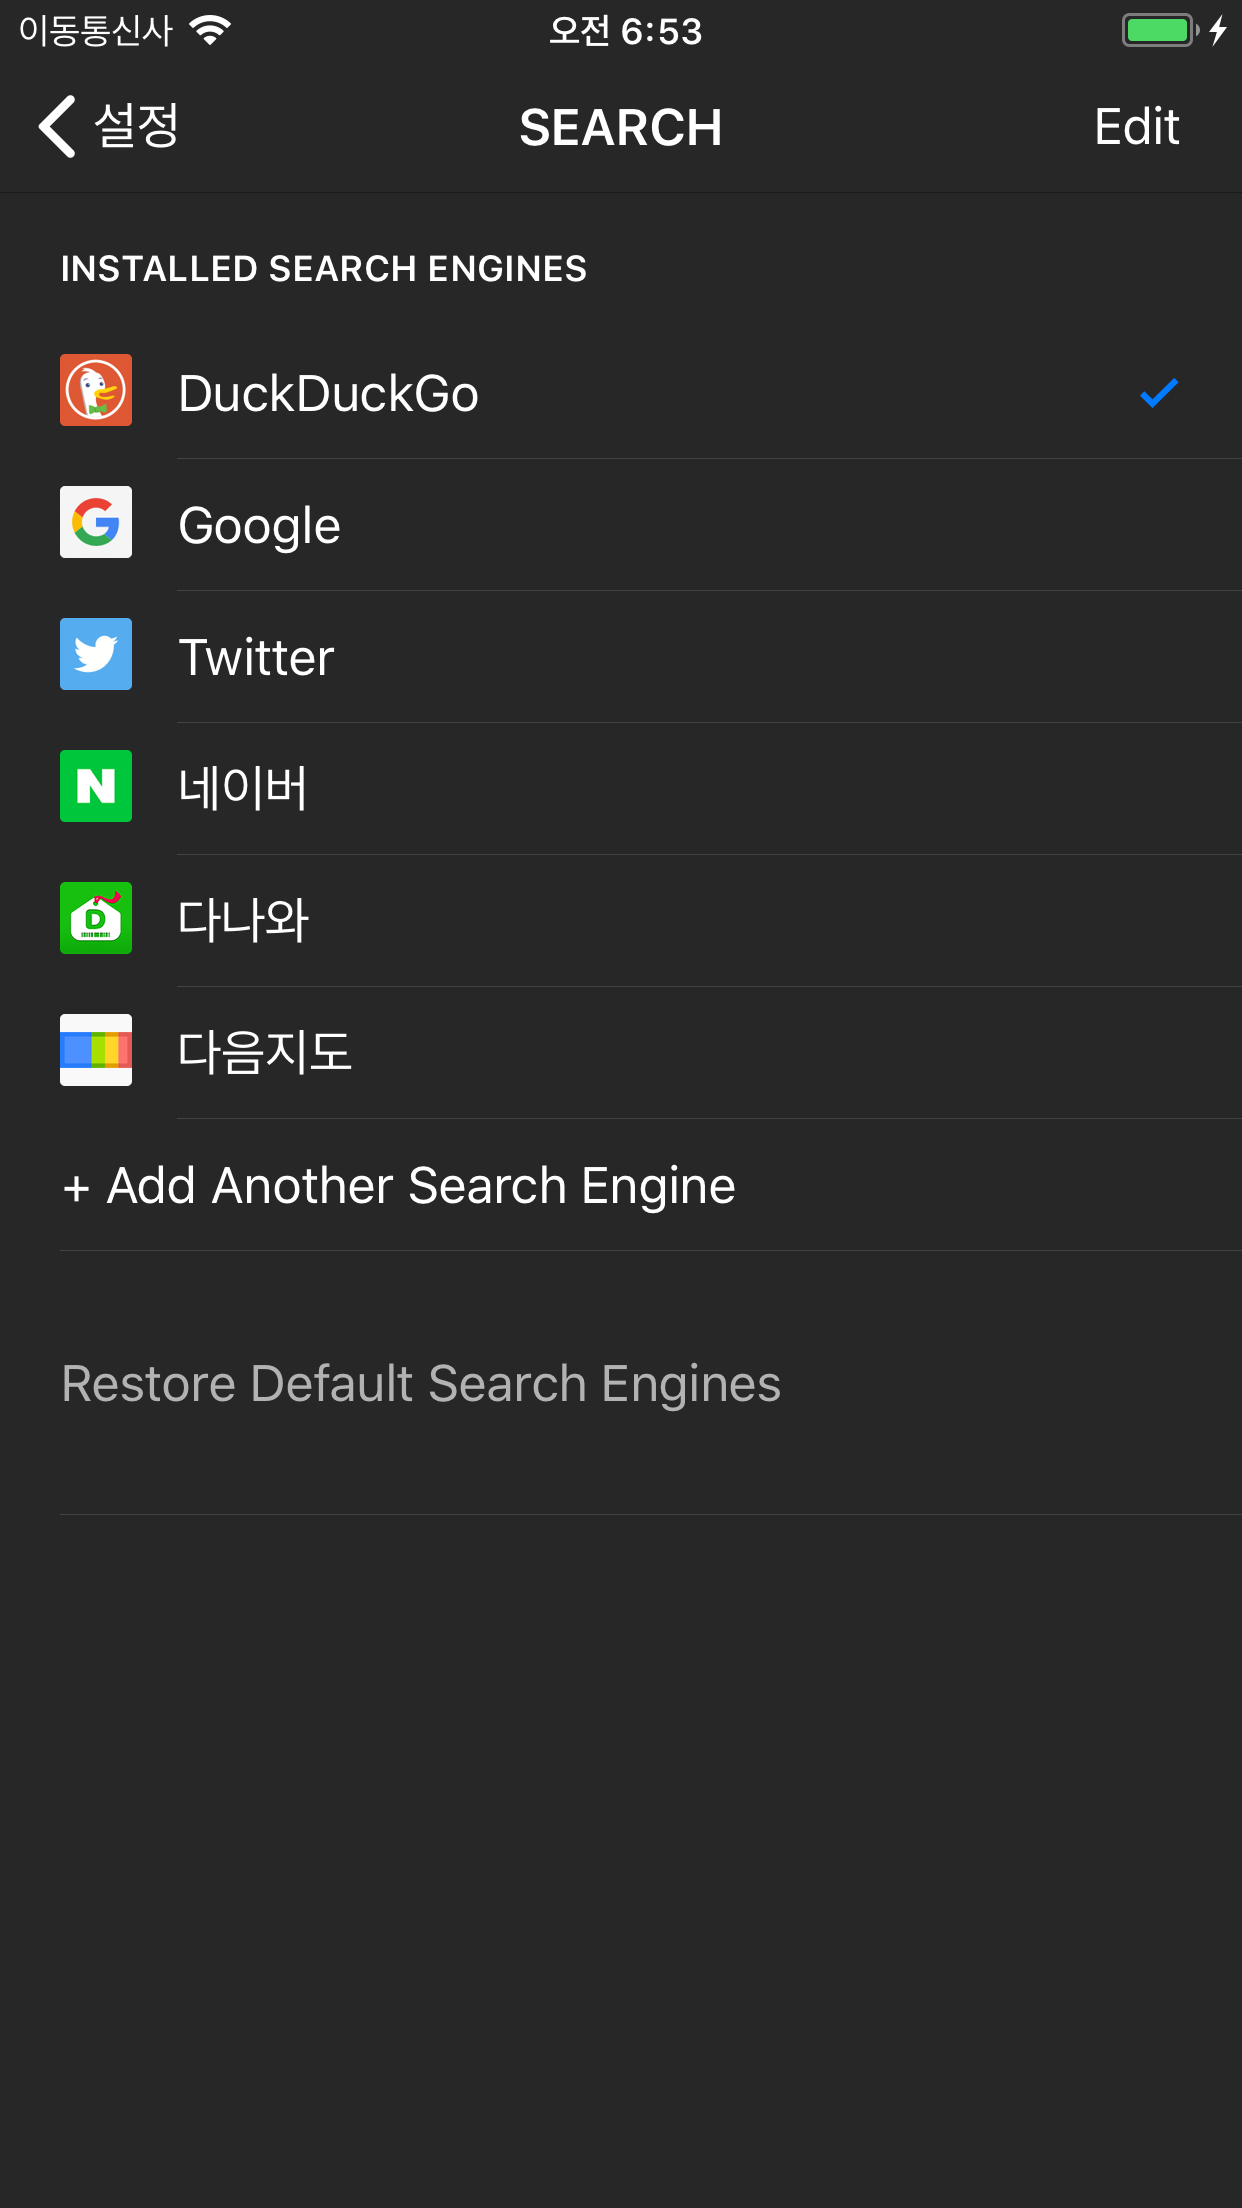 이동통신사 오전 6:53
설정 SEARCH Edit
INSTALLED SEARCH ENGINES
DuckDuckGo
Google
Twitter
N 네이버
D 다나와
다음지도
+ Add Another Search Engine
Restore Default Search Engines